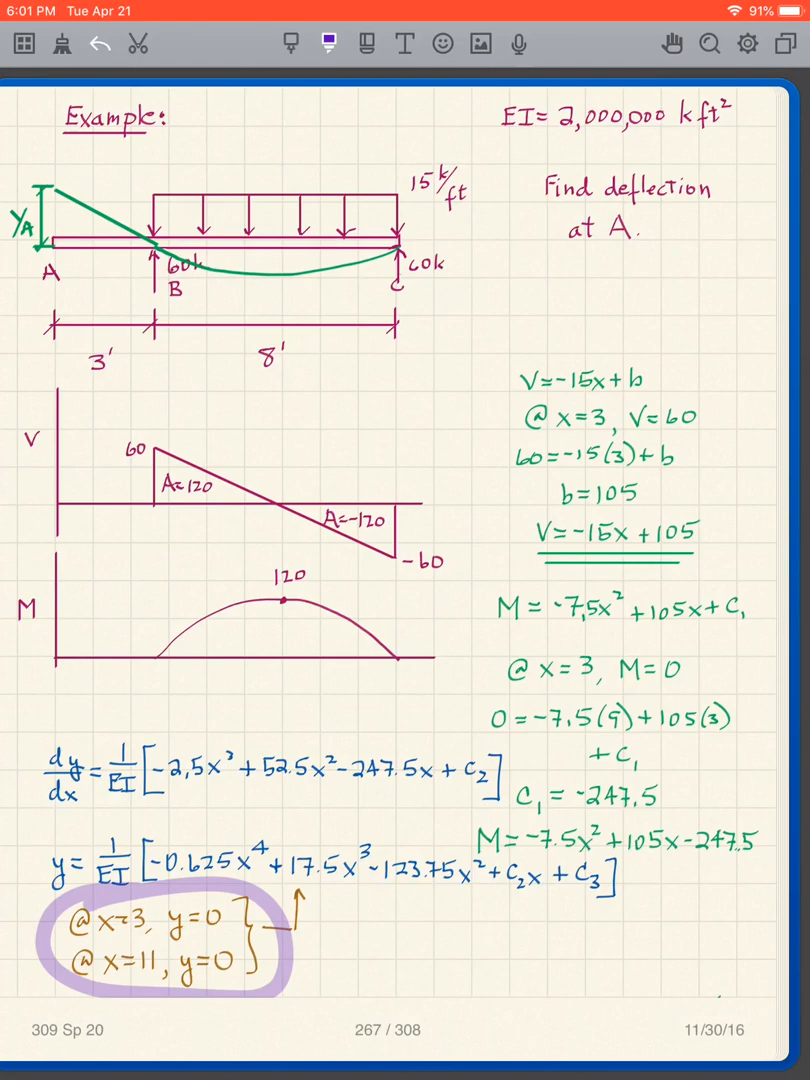 6:01 PM Tue Apr 21
91%
Example:
EI = 2,000,000 k ft²
Find deflection
at A.
15 k/ft
YA
A
60k
B
60k
C
3'
8'
V
60
A=120
A=-120
-60
M
120
V=-15x+b
@ x=3, V=60
60=-15(3)+b
b=105
V=-15x+105
M=-7.5x²+105x+C₁
@ x=3, M=0
0=-7.5(9)+105(3)
+C₁
C₁=-247.5
M=-7.5x²+105x-247.5
dy/dx = 1/EI [-2.5x³+52.5x²-247.5x+C₂]
y= 1/EI [-0.625x⁴+17.5x³-123.75x²+C₂x+C₃]
@ x=3, y=0
@ x=11, y=0
309 Sp 20
267 / 308
11/30/16